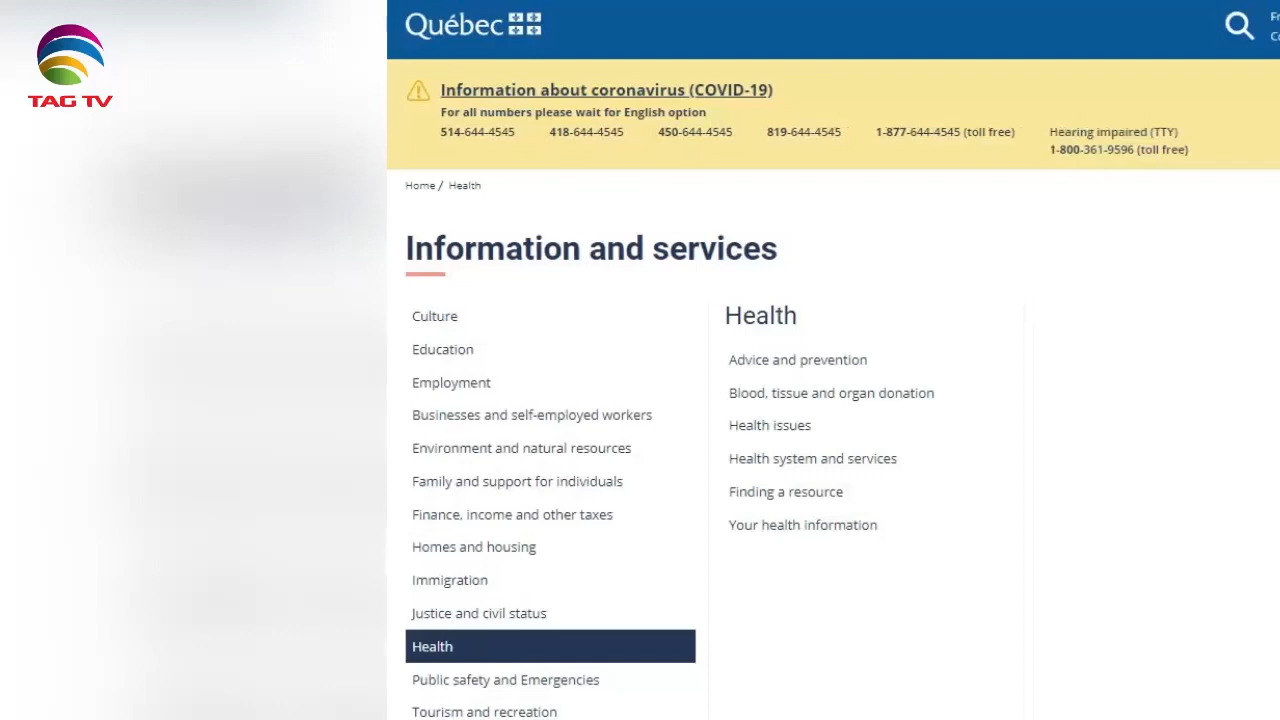 TAG TV
Québec
Information about coronavirus (COVID-19)
For all numbers please wait for English option
514-644-4545 418-644-4545 450-644-4545 819-644-4545 1-877-644-4545 (toll free) Hearing impaired (TTY)
1-800-361-9596 (toll free)
Home / Health
Information and services
Culture
Education
Employment
Businesses and self-employed workers
Environment and natural resources
Family and support for individuals
Finance, income and other taxes
Homes and housing
Immigration
Justice and civil status
Health
Public safety and Emergencies
Tourism and recreation
Health
Advice and prevention
Blood, tissue and organ donation
Health issues
Health system and services
Finding a resource
Your health information